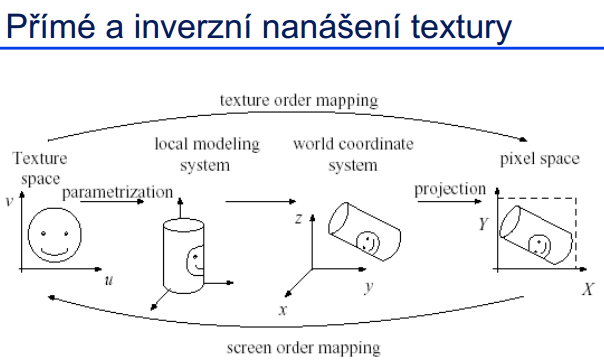 Přímé a inverzní nanášení textury
texture order mapping
Texture
space
local modeling
system
world coordinate
system
pixel space
parametrization
projection
v
u
z
y
x
Y
X
screen order mapping